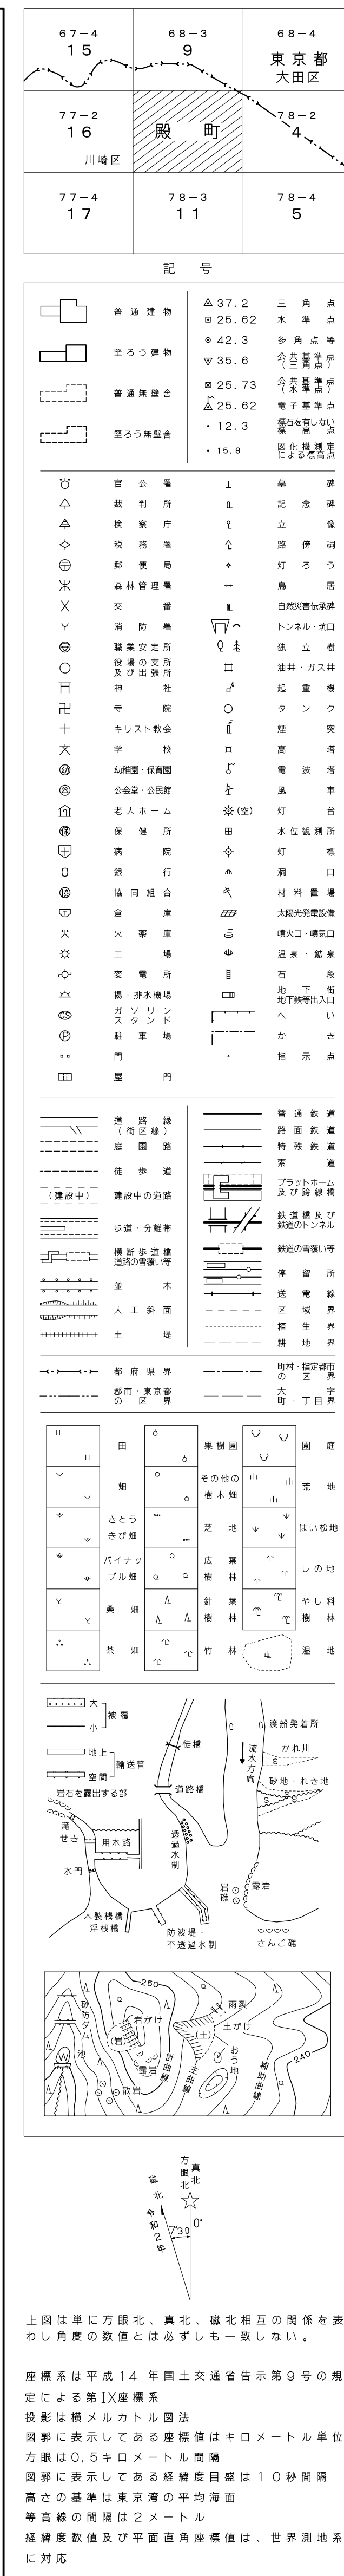 67-4
15
68-3
9
68-4
東京都
大田区
77-2
16
川崎区
殿町
78-2
4
77-4
17
78-3
11
78-4
5
記号
普通建物
堅ろう建物
普通無壁舎
堅ろう無壁舎
37.2 三角点
25.62 水準点
42.3 多角点等
35.6 公共基準点
(三角点)
25.73 公共基準点
(水準点)
25.62 電子基準点
12.3 標石を有しない
標高点
15.8 図化機測定
による標高点
官公署
裁判所
検察庁
税務署
郵便局
森林管理署
交番
消防署
職業安定所
役場の支所
及び出張所
神社
寺院
キリスト教会
文 学校
幼 幼稚園・保育園
公 公会堂・公民館
老人ホーム
保 保健所
病院
銀行
協 協同組合
倉庫
火 火薬庫
工場
変電所
揚・排水機場
GS ガソリン
スタンド
P 駐車場
門
屋門
墓碑
記念碑
立像
路傍祠
灯ろう
鳥居
自然災害伝承碑
トンネル・坑口
独立樹
油井・ガス井
起重機
タンク
煙突
高塔
電波塔
風車
(空) 灯台
水位観測所
灯標
洞口
材料置場
太陽光発電設備
噴火口・噴気口
温泉・鉱泉
石段
地下街
地下鉄等出入口
へい
かき
指示点
道路縁
(街区線)
庭園路
徒歩道
(建設中) 建設中の道路
歩道・分離帯
横断歩道橋
道路の雪覆い等
並木
人工斜面
土堤
普通鉄道
路面鉄道
特殊鉄道
索道
プラットホーム
及び跨線橋
鉄道橋及び
鉄道のトンネル
鉄道の雪覆い等
停留所
送電線
区域界
植生界
耕地界
都府県界
郡市・東京都
の区界
町村・指定都市
の区界
大字
町・丁目界
田
畑
さとう
きび畑
パイナッ
プル畑
桑畑
茶畑
果樹園
その他の
樹木畑
芝地
広葉
樹林
針葉
樹林
竹林
園庭
荒地
はい松地
しの地
やし科
樹林
湿地
大
小
被覆
地上
空間
輸送管
岩石を露出する部
滝
せき
用水路
水門
木製桟橋
浮桟橋
徒橋
道路橋
透過水制
防波堤・
不透過水制
渡船発着所
流水方向
かれ川
砂地・れき地
岩礁
露岩
さんご礁
砂防ダム
池
W
260
岩がけ
(岩)
露岩
散岩
計曲線
主曲線
雨裂
土がけ
(土)
おう地
補助曲線
240
磁北
方眼北
真北
令和2年
7°30′
0°
上図は単に方眼北、真北、磁北相互の関係を表
わし角度の数値とは必ずしも一致しない。
座標系は平成14年国土交通省告示第9号の規
定による第Ⅸ座標系
投影は横メルカトル図法
図郭に表示してある座標値はキロメートル単位
方眼は0.5キロメートル間隔
図郭に表示してある経緯度目盛は10秒間隔
高さの基準は東京湾の平均海面
等高線の間隔は2メートル
経緯度数値及び平面直角座標値は、世界測地系
に対応